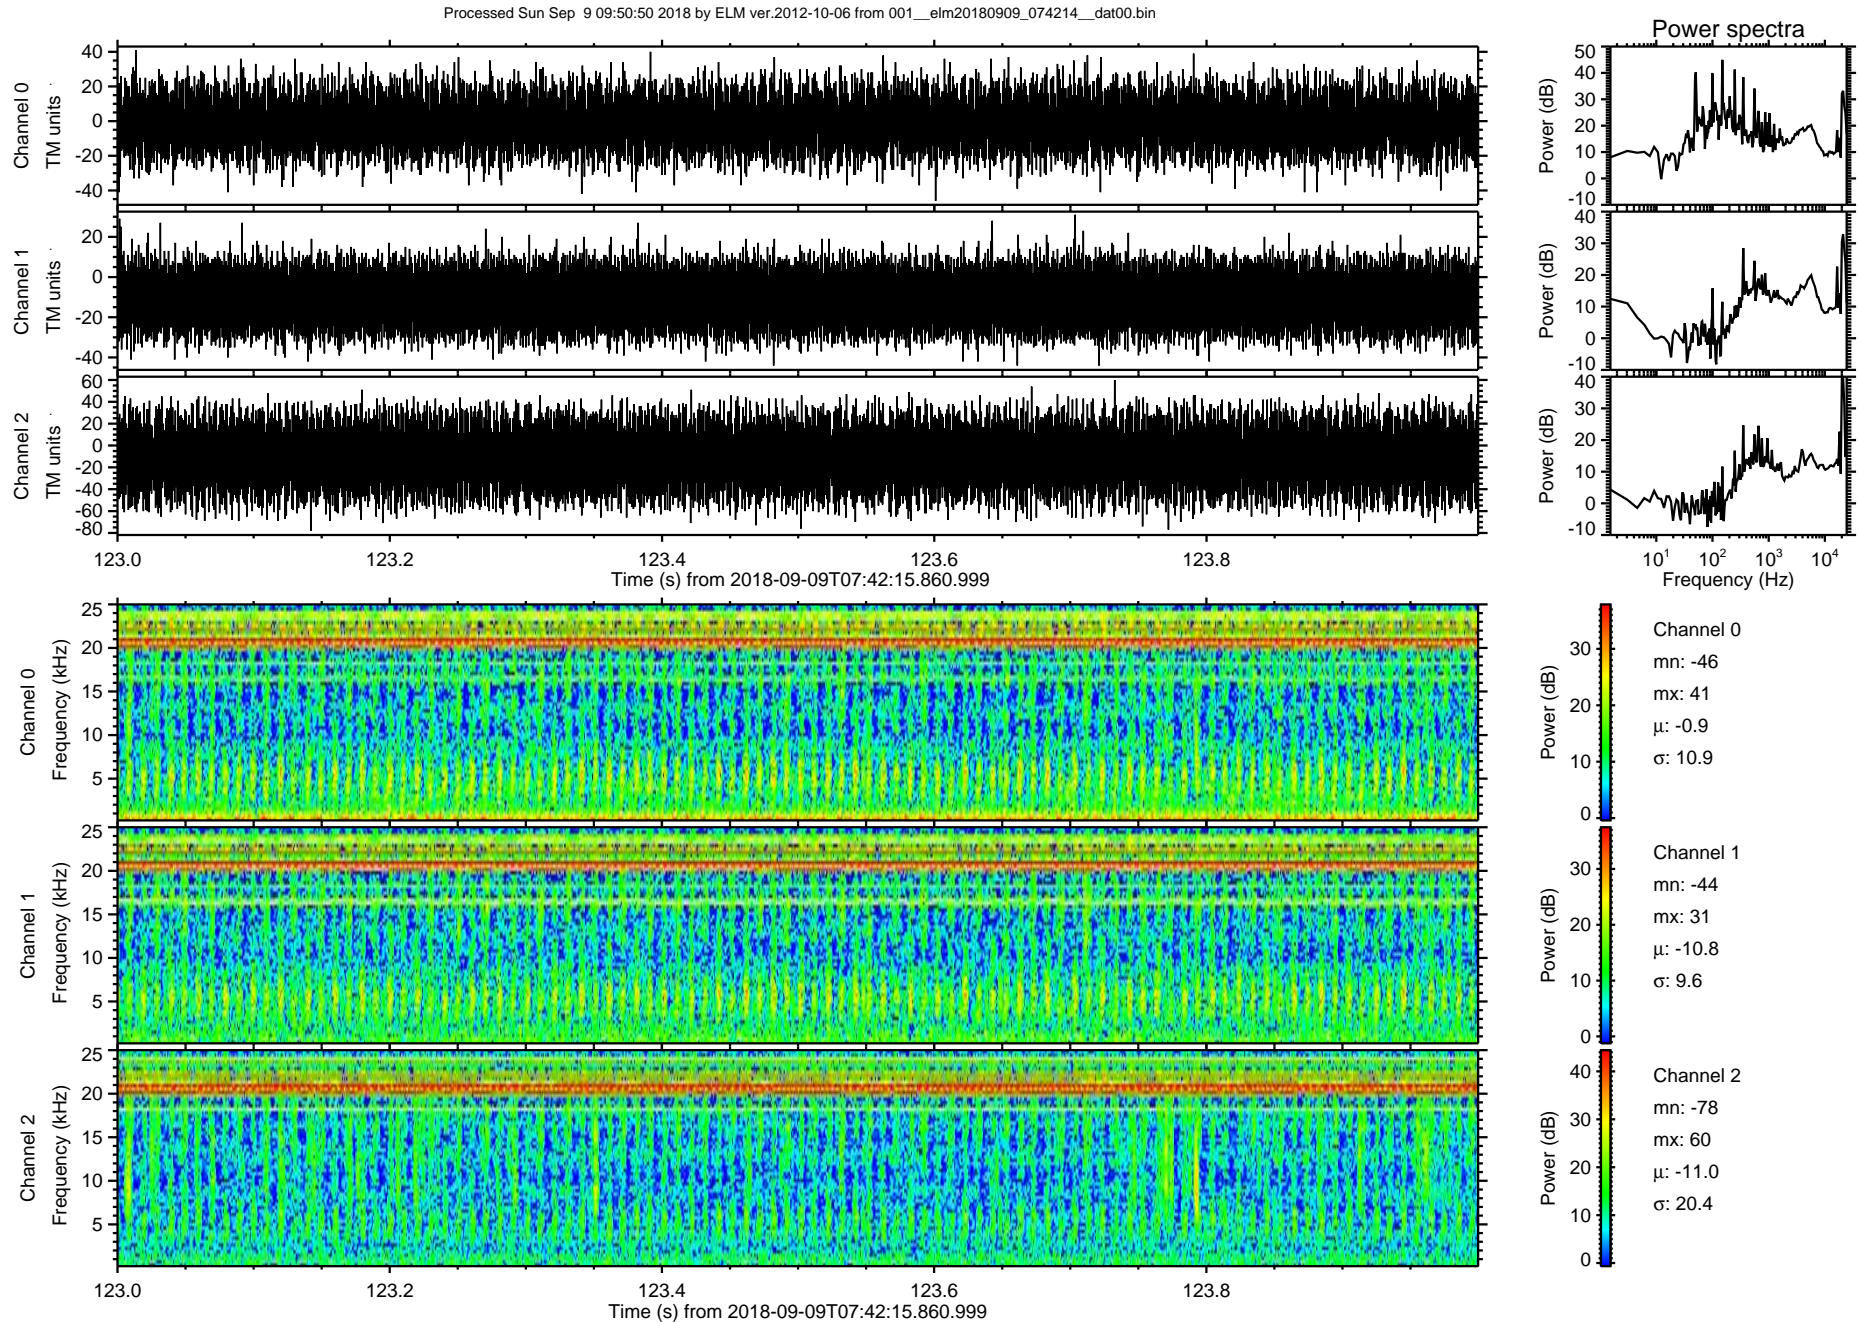 Processed Sun Sep  9 09:50:50 2018 by ELM ver.2012-10-06 from 001__elm20180909_074214__dat00.bin
Power spectra
Channel 0
TM units
40
20
0
-20
-40
Power (dB)
50
40
30
20
10
0
-10
Channel 1
TM units
20
0
-20
-40
Power (dB)
40
30
20
10
0
-10
Channel 2
TM units
60
40
20
0
-20
-40
-60
-80
Power (dB)
40
30
20
10
0
-10
123.0 123.2 123.4 123.6 123.8
Time (s) from 2018-09-09T07:42:15.860.999
10¹ 10² 10³ 10⁴
Frequency (Hz)
Channel 0
Frequency (kHz)
25
20
15
10
5
Power (dB)
30
20
10
0
Channel 0
mn: -46
mx: 41
μ: -0.9
σ: 10.9
Channel 1
Frequency (kHz)
25
20
15
10
5
Power (dB)
30
20
10
0
Channel 1
mn: -44
mx: 31
μ: -10.8
σ: 9.6
Channel 2
Frequency (kHz)
25
20
15
10
5
Power (dB)
40
30
20
10
0
Channel 2
mn: -78
mx: 60
μ: -11.0
σ: 20.4
123.0 123.2 123.4 123.6 123.8
Time (s) from 2018-09-09T07:42:15.860.999